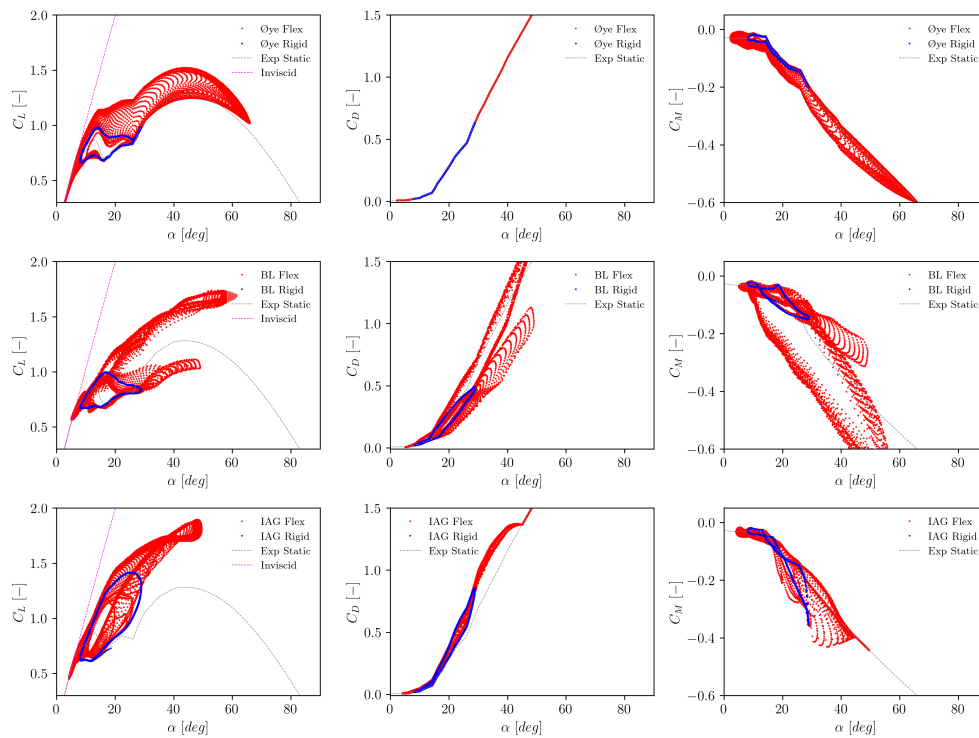 2.0
1.5
1.0
0.5
0
20
40
60
80
C_L [−]
α [deg]
Øye Flex
Øye Rigid
Exp Static
Inviscid
1.5
1.0
0.5
0.0
0
20
40
60
80
C_D [−]
α [deg]
Øye Flex
Øye Rigid
Exp Static
0.0
−0.2
−0.4
−0.6
0
20
40
60
80
C_M [−]
α [deg]
Øye Flex
Øye Rigid
Exp Static
2.0
1.5
1.0
0.5
0
20
40
60
80
C_L [−]
α [deg]
BL Flex
BL Rigid
Exp Static
Inviscid
1.5
1.0
0.5
0.0
0
20
40
60
80
C_D [−]
α [deg]
BL Flex
BL Rigid
Exp Static
0.0
−0.2
−0.4
−0.6
0
20
40
60
80
C_M [−]
α [deg]
BL Flex
BL Rigid
Exp Static
2.0
1.5
1.0
0.5
0
20
40
60
80
C_L [−]
α [deg]
IAG Flex
IAG Rigid
Exp Static
Inviscid
1.5
1.0
0.5
0.0
0
20
40
60
80
C_D [−]
α [deg]
IAG Flex
IAG Rigid
Exp Static
0.0
−0.2
−0.4
−0.6
0
20
40
60
80
C_M [−]
α [deg]
IAG Flex
IAG Rigid
Exp Static